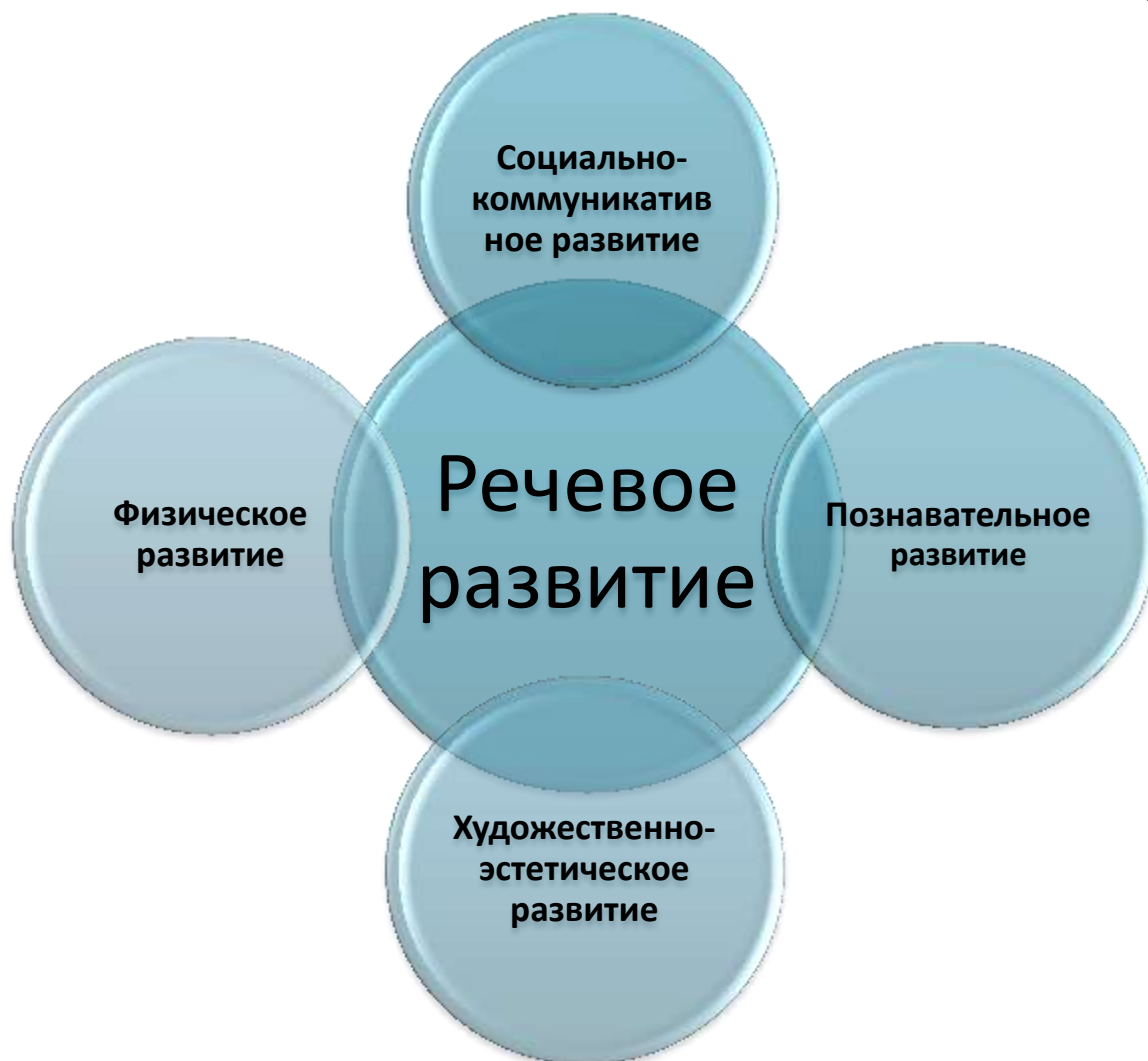 Социально-
коммуникатив
ное развитие
Физическое
развитие
Речевое
развитие
Познавательное
развитие
Художественно-
эстетическое
развитие